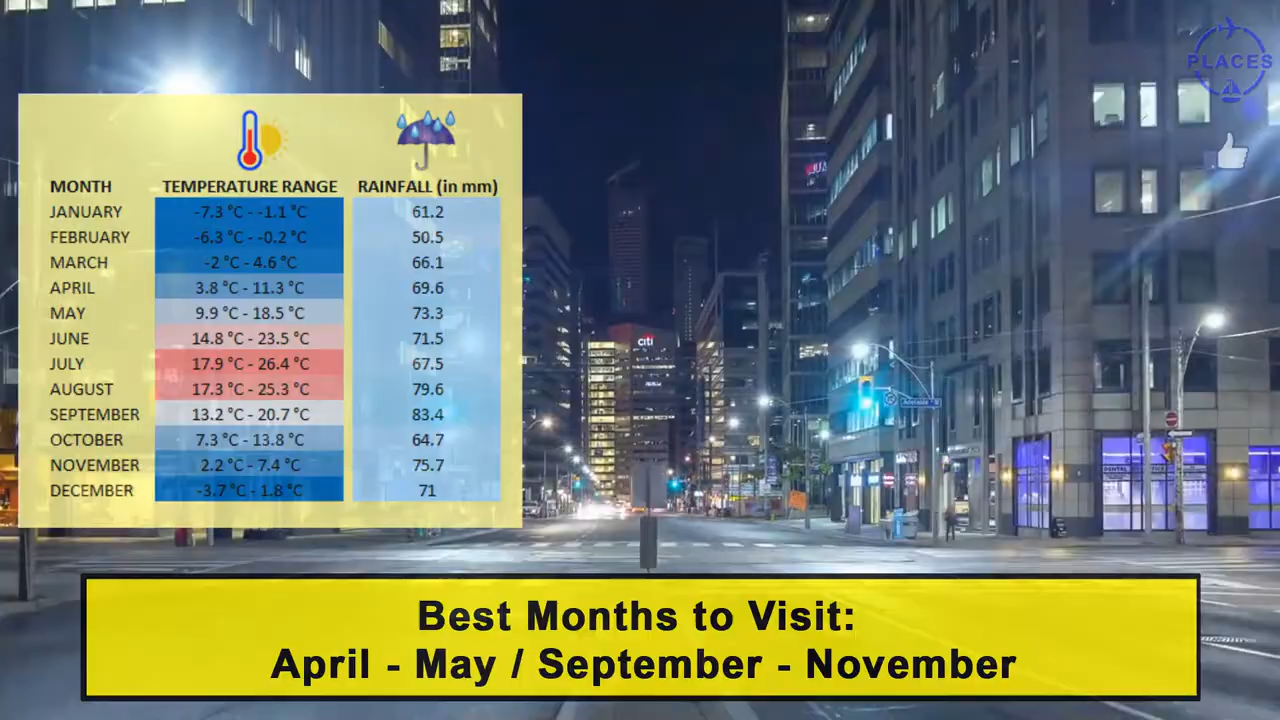 PLACES
MONTH TEMPERATURE RANGE RAINFALL (in mm)
JANUARY -7.3 °C - -1.1 °C 61.2
FEBRUARY -6.3 °C - -0.2 °C 50.5
MARCH -2 °C - 4.6 °C 66.1
APRIL 3.8 °C - 11.3 °C 69.6
MAY 9.9 °C - 18.5 °C 73.3
JUNE 14.8 °C - 23.5 °C 71.5
JULY 17.9 °C - 26.4 °C 67.5
AUGUST 17.3 °C - 25.3 °C 79.6
SEPTEMBER 13.2 °C - 20.7 °C 83.4
OCTOBER 7.3 °C - 13.8 °C 64.7
NOVEMBER 2.2 °C - 7.4 °C 75.7
DECEMBER -3.7 °C - 1.8 °C 71
citi
Adelaide
DENTAL
Best Months to Visit:
April - May / September - November